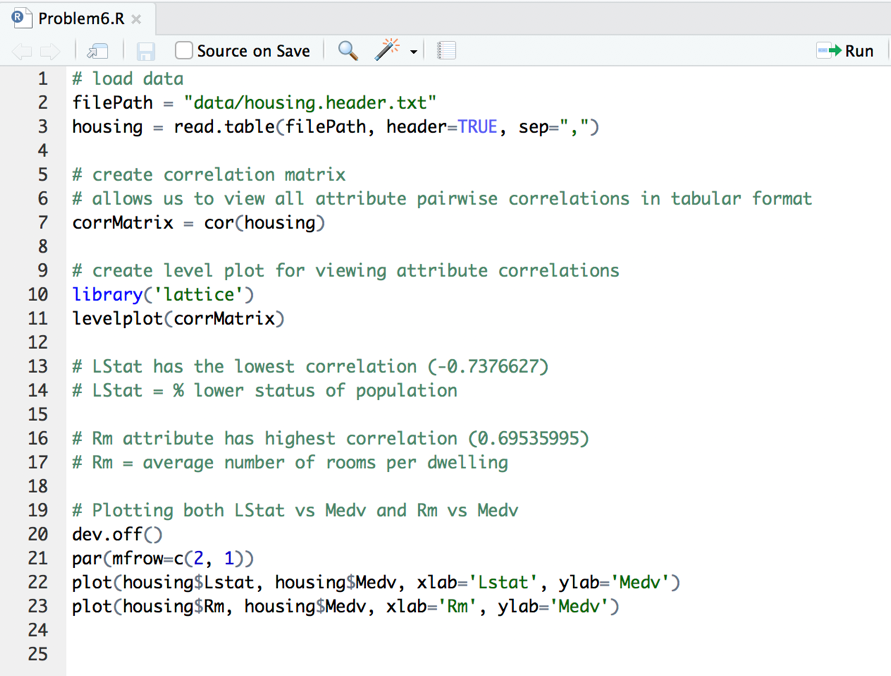 Problem6.R
Source on Save
Run
1 # load data
2 filePath = "data/housing.header.txt"
3 housing = read.table(filePath, header=TRUE, sep=",")
4
5 # create correlation matrix
6 # allows us to view all attribute pairwise correlations in tabular format
7 corrMatrix = cor(housing)
8
9 # create level plot for viewing attribute correlations
10 library('lattice')
11 levelplot(corrMatrix)
12
13 # LStat has the lowest correlation (-0.7376627)
14 # LStat = % lower status of population
15
16 # Rm attribute has highest correlation (0.69535995)
17 # Rm = average number of rooms per dwelling
18
19 # Plotting both LStat vs Medv and Rm vs Medv
20 dev.off()
21 par(mfrow=c(2, 1))
22 plot(housing$Lstat, housing$Medv, xlab='Lstat', ylab='Medv')
23 plot(housing$Rm, housing$Medv, xlab='Rm', ylab='Medv')
24
25